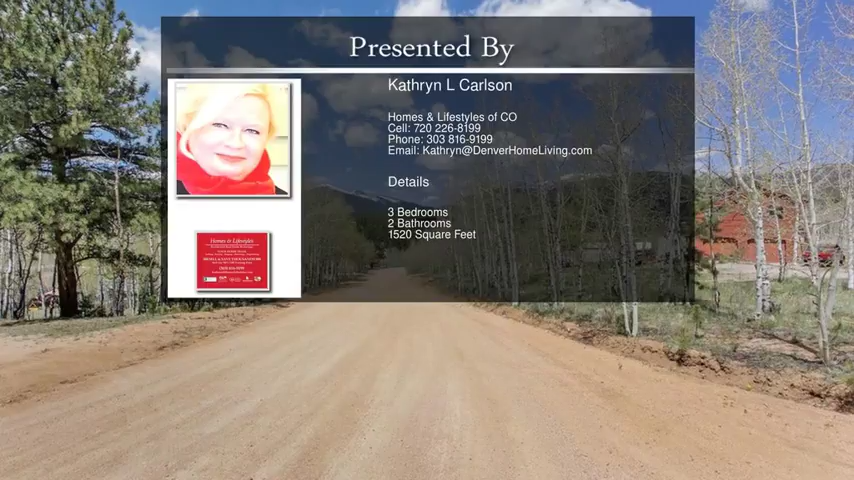 Presented By
Kathryn L Carlson
Homes & Lifestyles of CO
Cell: 720 226-8199
Phone: 303 816-9199
Email: Kathryn@DenverHomeLiving.com
Details
3 Bedrooms
2 Bathrooms
1520 Square Feet
Homes & Lifestyles